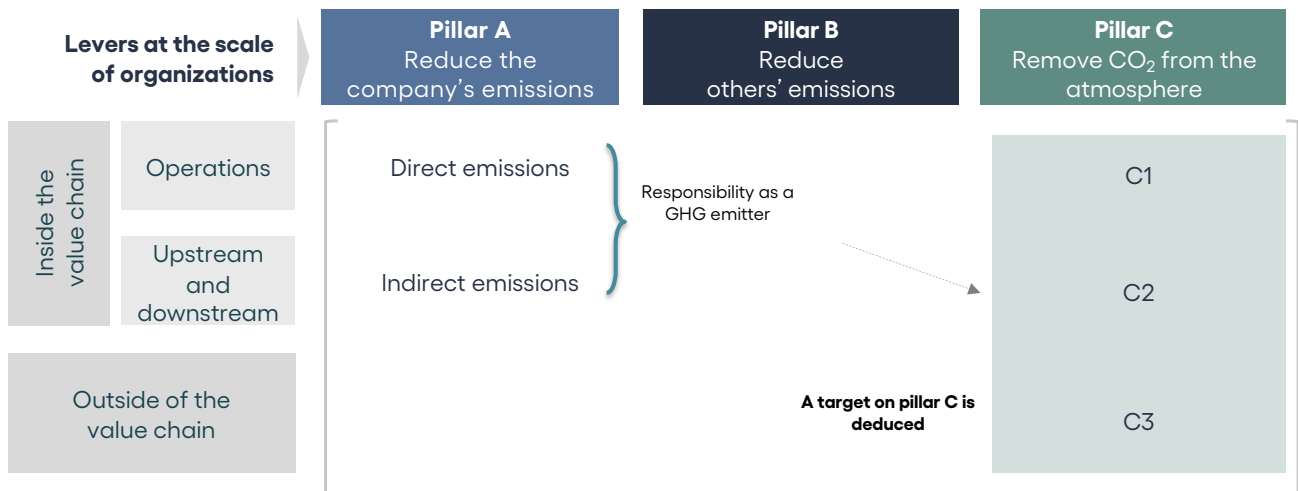 Levers at the scale
of organizations
Pillar A
Reduce the
company's emissions
Pillar B
Reduce
others' emissions
Pillar C
Remove CO₂ from the
atmosphere
Inside the
value chain
Operations
Direct emissions
Responsibility as a
GHG emitter
C1
Upstream
and
downstream
Indirect emissions
C2
Outside of the
value chain
A target on pillar C is
deduced
C3